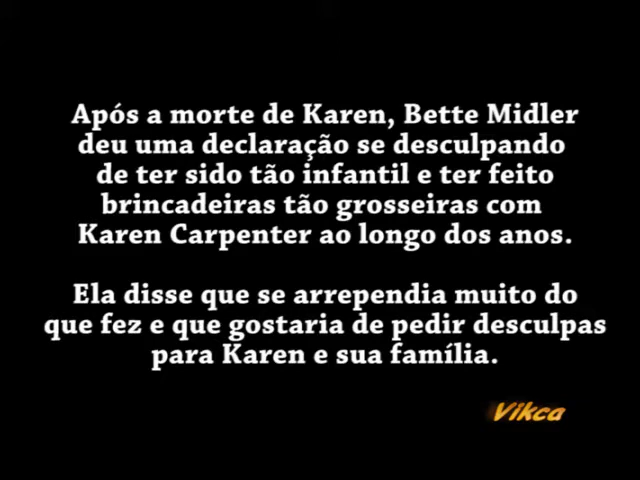 Após a morte de Karen, Bette Midler
deu uma declaração se desculpando
de ter sido tão infantil e ter feito
brincadeiras tão grosseiras com
Karen Carpenter ao longo dos anos.
Ela disse que se arrependia muito do
que fez e que gostaria de pedir desculpas
para Karen e sua família.
Vikca